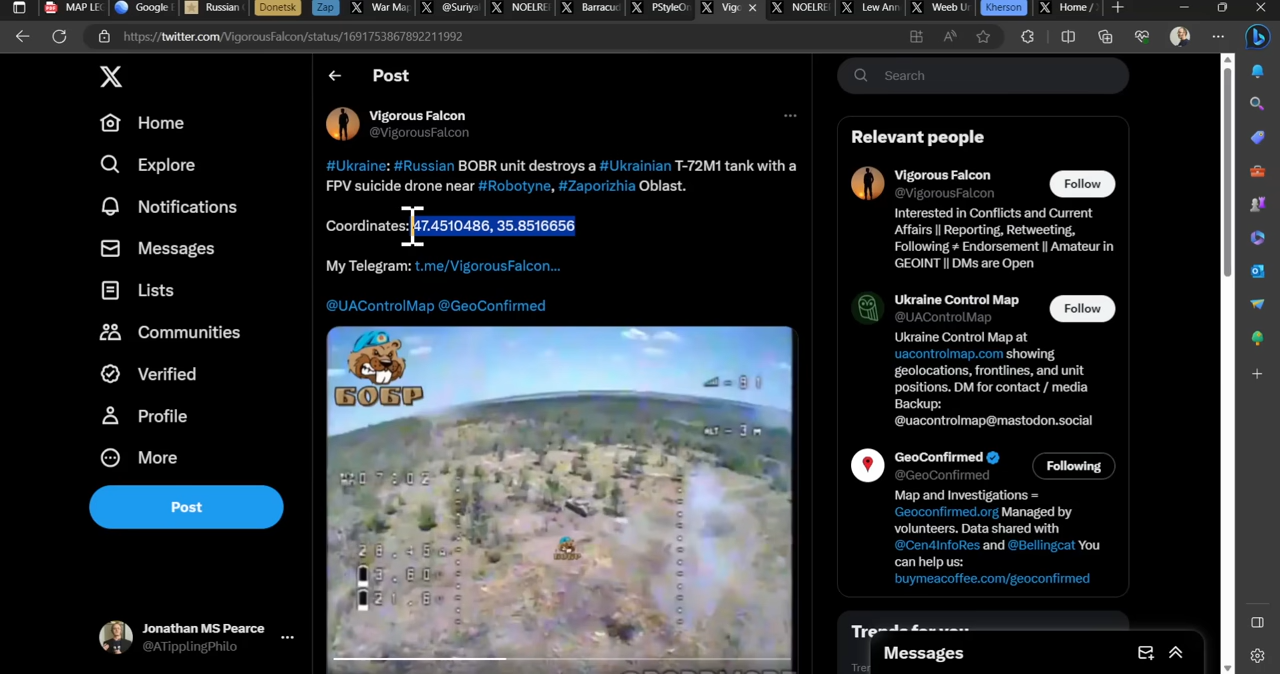 MAP LEG
Google E
Russian
Donetsk
Zap
War Map
@Suriya
NOELRE
Barracud
PStyleOn
Vigo
NOELRE
Lew Ann
Weeb Un
Kherson
Home /
https://twitter.com/VigorousFalcon/status/1691753867892211992
Home
Explore
Notifications
Messages
Lists
Communities
Verified
Profile
More
Post
Jonathan MS Pearce
@ATipplingPhilo
Post
Vigorous Falcon
@VigorousFalcon
#Ukraine: #Russian BOBR unit destroys a #Ukrainian T-72M1 tank with a
FPV suicide drone near #Robotyne, #Zaporizhia Oblast.
Coordinates: 47.4510486, 35.8516656
My Telegram: t.me/VigorousFalcon...
@UAControlMap @GeoConfirmed
БОБР
БОБР
Search
Relevant people
Vigorous Falcon
@VigorousFalcon
Follow
Interested in Conflicts and Current
Affairs || Reporting, Retweeting,
Following ≠ Endorsement || Amateur in
GEOINT || DMs are Open
Ukraine Control Map
@UAControlMap
Follow
Ukraine Control Map at
uacontrolmap.com showing
geolocations, frontlines, and unit
positions. DM for contact / media
Backup:
@uacontrolmap@mastodon.social
GeoConfirmed
@GeoConfirmed
Following
Map and Investigations =
Geoconfirmed.org Managed by
volunteers. Data shared with
@Cen4InfoRes and @Bellingcat You
can help us:
buymeacoffee.com/geoconfirmed
Trends for you
Messages